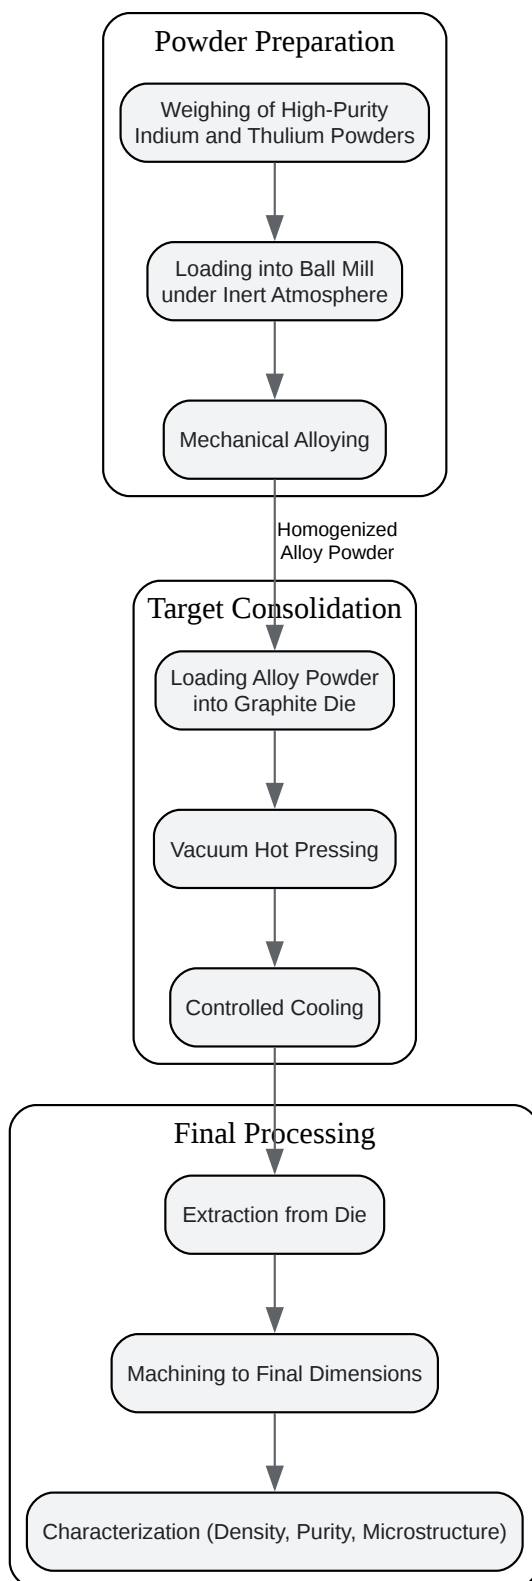 Powder Preparation
Weighing of High-Purity
Indium and Thulium Powders
Loading into Ball Mill
under Inert Atmosphere
Mechanical Alloying
Homogenized
Alloy Powder
Target Consolidation
Loading Alloy Powder
into Graphite Die
Vacuum Hot Pressing
Controlled Cooling
Final Processing
Extraction from Die
Machining to Final Dimensions
Characterization (Density, Purity, Microstructure)